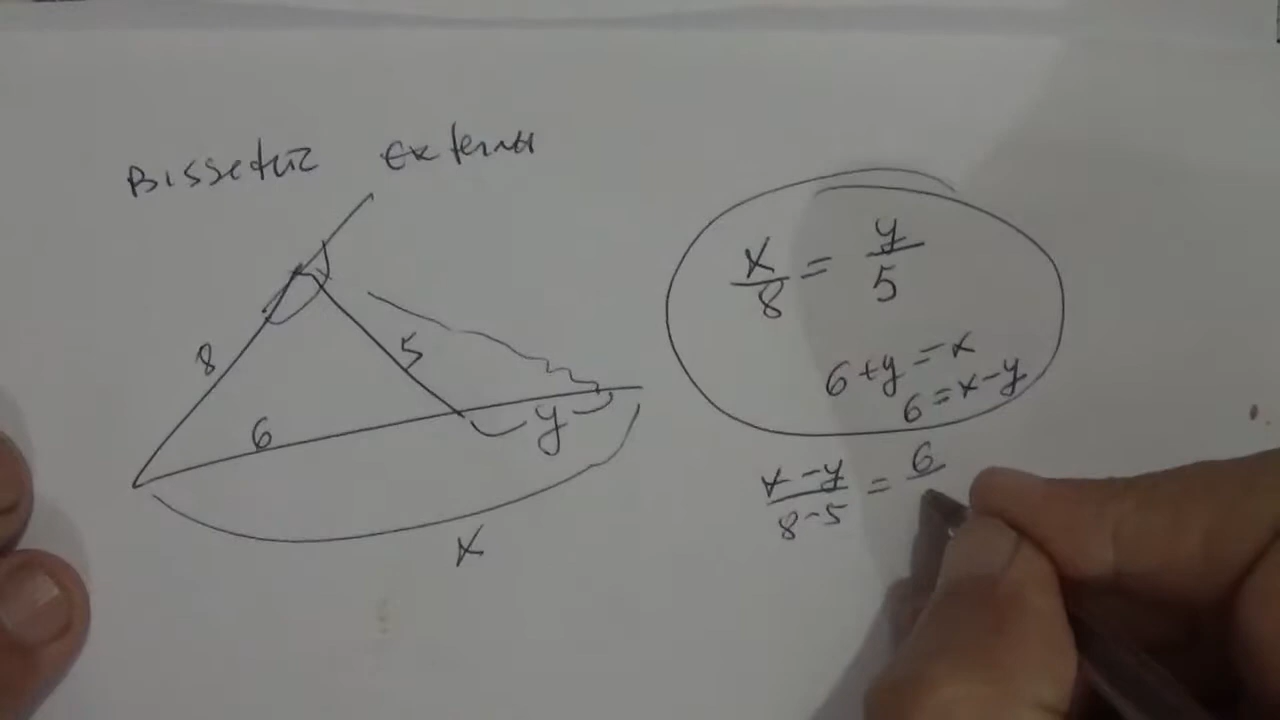 Bissetriz Externa
8
5
6
y
x
x/8 = y/5
6+y=x
6=x-y
x-y/8-5 = 6